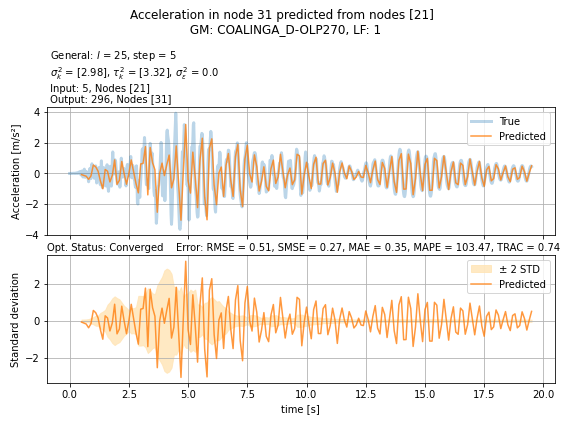 Acceleration in node 31 predicted from nodes [21]
GM: COALINGA_D-OLP270, LF: 1
General: l = 25, step = 5
σ²ₖ = [2.98], τ²ₖ = [3.32], σ²ε = 0.0
Input: 5, Nodes [21]
Output: 296, Nodes [31]
4
2
0
−2
−4
Acceleration [m/s²]
True
Predicted
Opt. Status: Converged Error: RMSE = 0.51, SMSE = 0.27, MAE = 0.35, MAPE = 103.47, TRAC = 0.74
2
0
−2
Standard deviation
± 2 STD
Predicted
0.0 2.5 5.0 7.5 10.0 12.5 15.0 17.5 20.0
time [s]